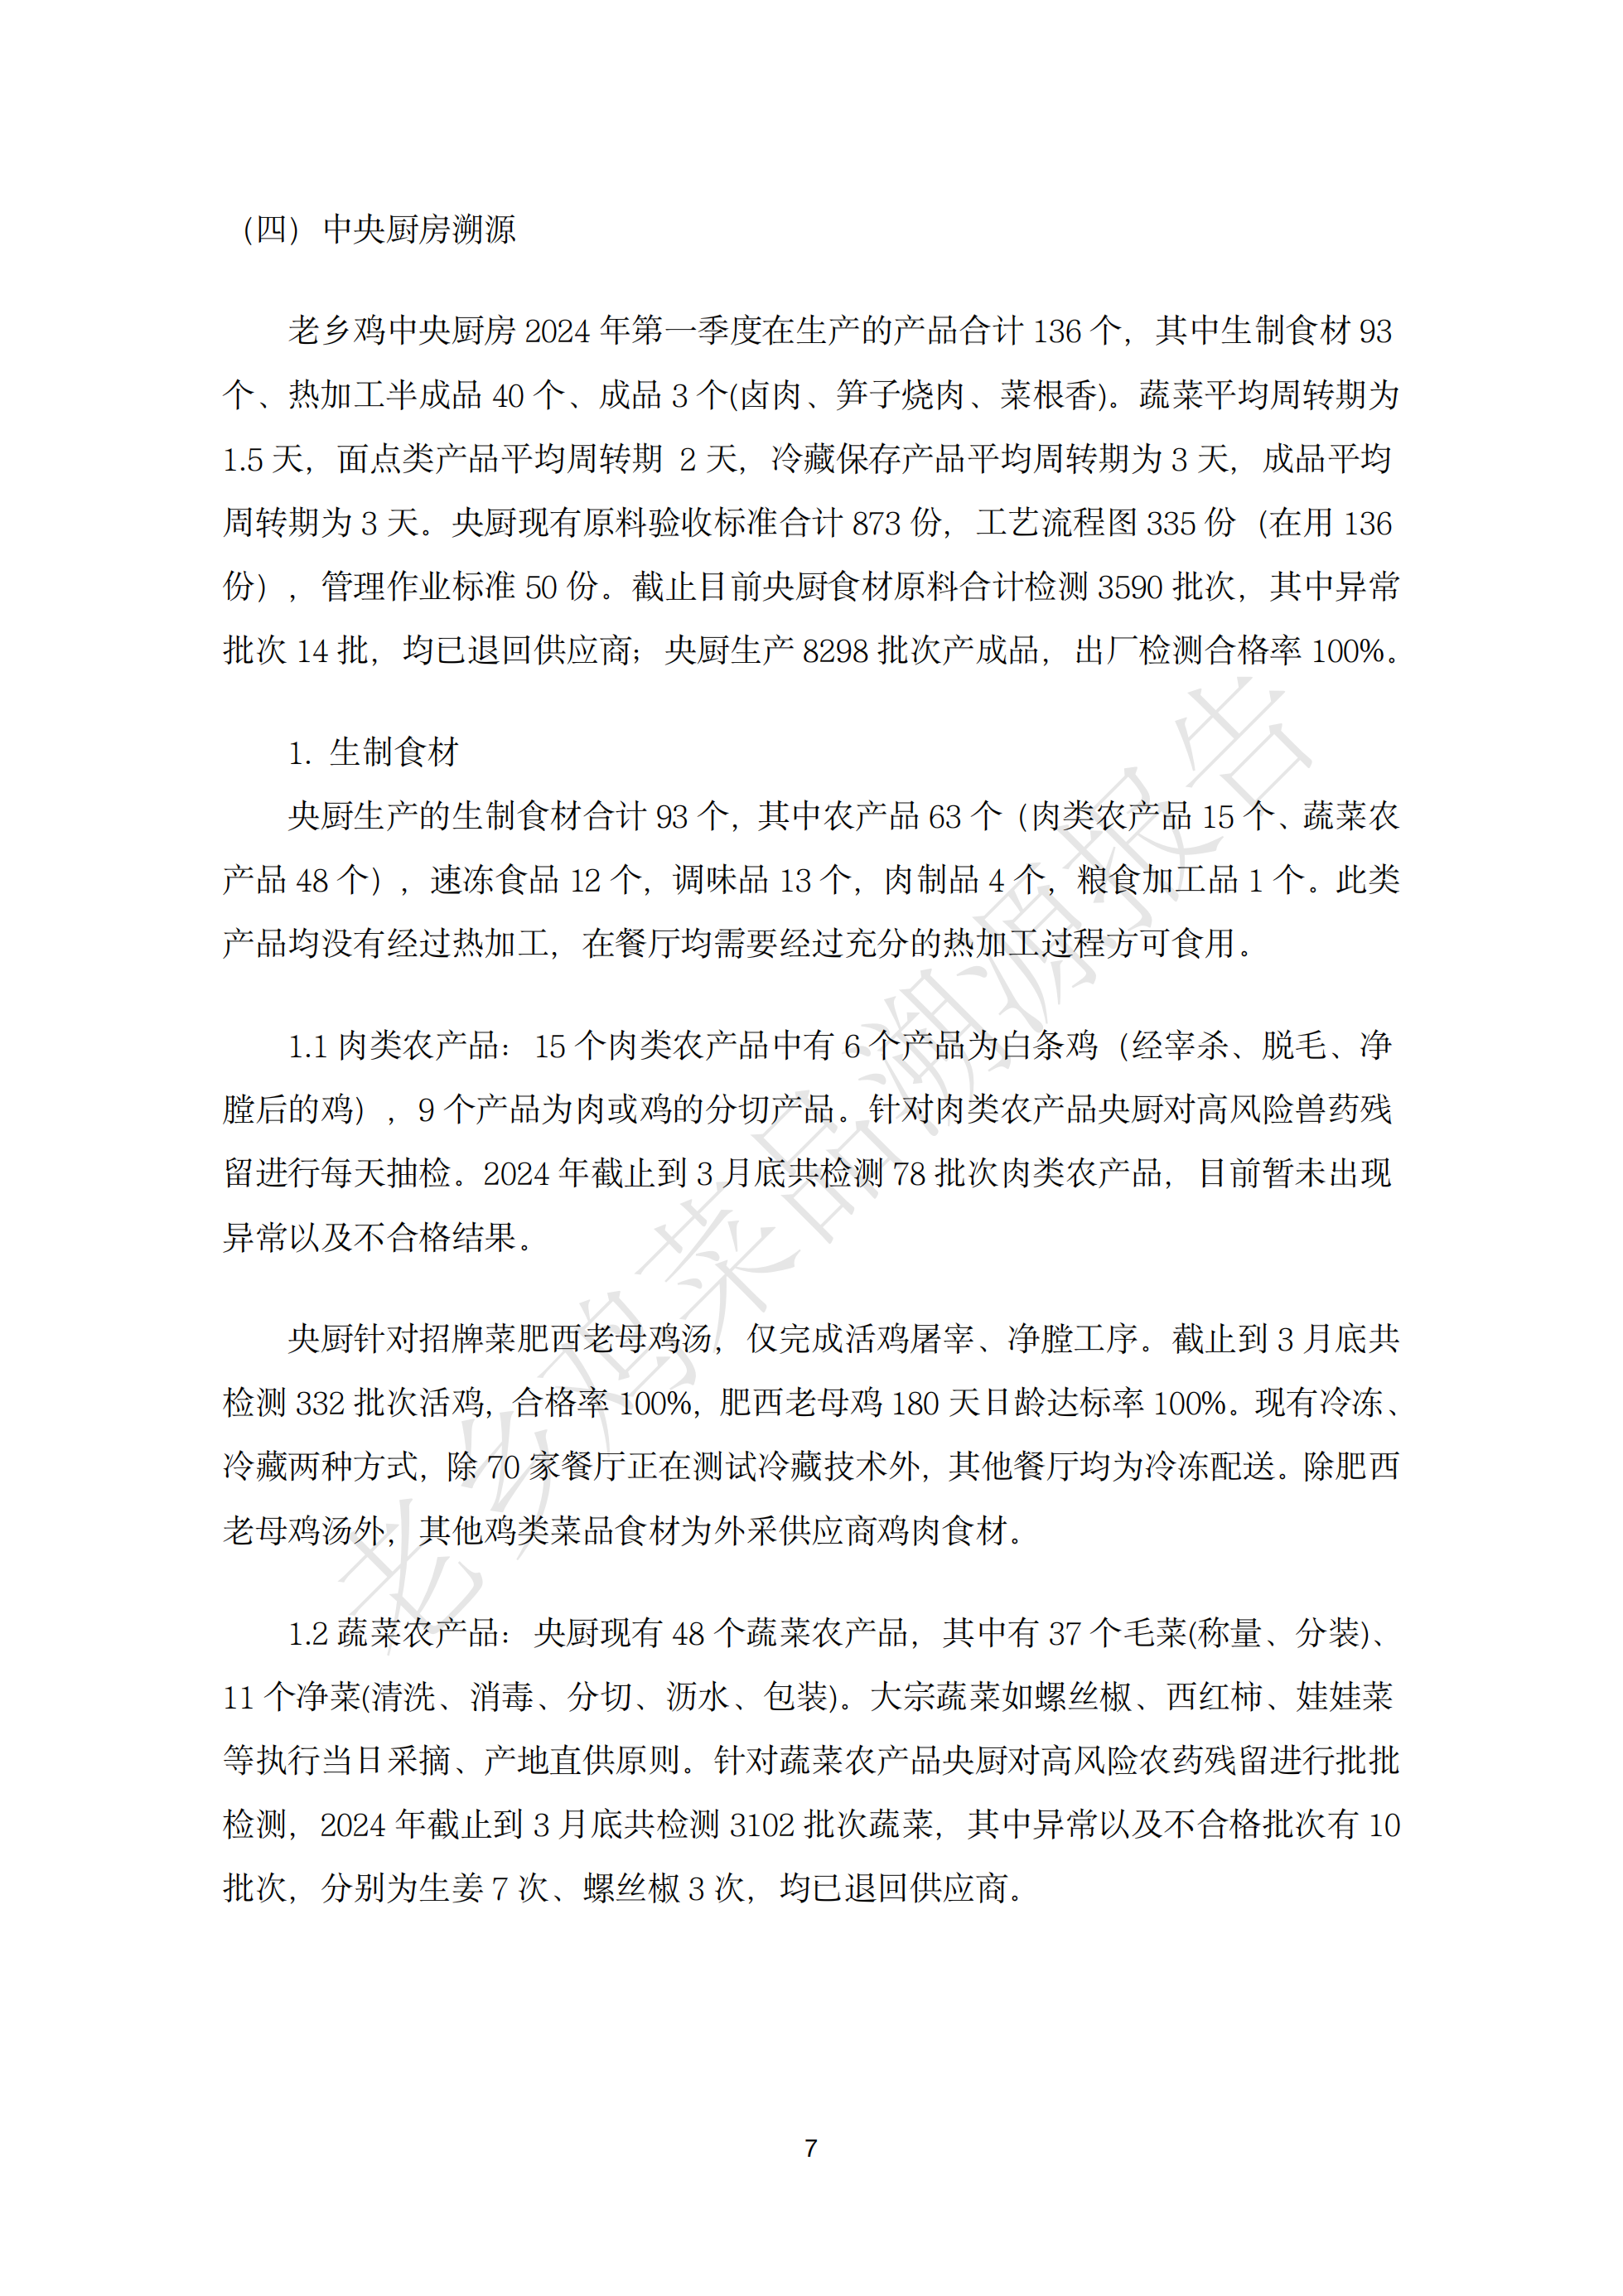 （四）中央厨房溯源
老乡鸡中央厨房 2024 年第一季度在生产的产品合计 136 个，其中生制食材 93
个、热加工半成品 40 个、成品 3 个(卤肉、笋子烧肉、菜根香)。蔬菜平均周转期为
1.5 天，面点类产品平均周转期 2 天，冷藏保存产品平均周转期为 3 天，成品平均
周转期为 3 天。央厨现有原料验收标准合计 873 份，工艺流程图 335 份（在用 136
份），管理作业标准 50 份。截止目前央厨食材原料合计检测 3590 批次，其中异常
批次 14 批，均已退回供应商；央厨生产 8298 批次产成品，出厂检测合格率 100%。
1. 生制食材
央厨生产的生制食材合计 93 个，其中农产品 63 个（肉类农产品 15 个、蔬菜农
产品 48 个），速冻食品 12 个，调味品 13 个，肉制品 4 个，粮食加工品 1 个。此类
产品均没有经过热加工，在餐厅均需要经过充分的热加工过程方可食用。
1.1 肉类农产品：15 个肉类农产品中有 6 个产品为白条鸡（经宰杀、脱毛、净
膛后的鸡），9 个产品为肉或鸡的分切产品。针对肉类农产品央厨对高风险兽药残
留进行每天抽检。2024 年截止到 3 月底共检测 78 批次肉类农产品，目前暂未出现
异常以及不合格结果。
央厨针对招牌菜肥西老母鸡汤，仅完成活鸡屠宰、净膛工序。截止到 3 月底共
检测 332 批次活鸡，合格率 100%，肥西老母鸡 180 天日龄达标率 100%。现有冷冻、
冷藏两种方式，除 70 家餐厅正在测试冷藏技术外，其他餐厅均为冷冻配送。除肥西
老母鸡汤外，其他鸡类菜品食材为外采供应商鸡肉食材。
1.2 蔬菜农产品：央厨现有 48 个蔬菜农产品，其中有 37 个毛菜(称量、分装)、
11 个净菜(清洗、消毒、分切、沥水、包装)。大宗蔬菜如螺丝椒、西红柿、娃娃菜
等执行当日采摘、产地直供原则。针对蔬菜农产品央厨对高风险农药残留进行批批
检测，2024 年截止到 3 月底共检测 3102 批次蔬菜，其中异常以及不合格批次有 10
批次，分别为生姜 7 次、螺丝椒 3 次，均已退回供应商。
老乡鸡菜品溯源报告
7